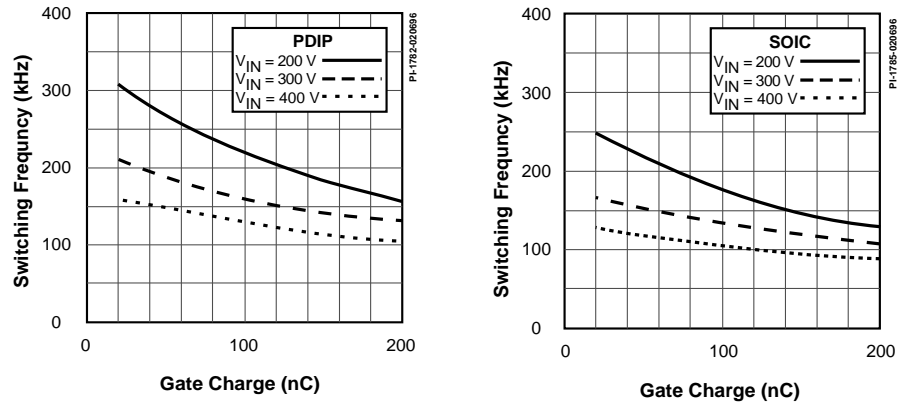 400
300
200
100
0
Switching Frequncy (kHz)
0
100
200
Gate Charge (nC)
PDIP
VIN = 200 V
VIN = 300 V
VIN = 400 V
PI-1782-020696
400
300
200
100
0
Switching Frequncy (kHz)
0
100
200
Gate Charge (nC)
SOIC
VIN = 200 V
VIN = 300 V
VIN = 400 V
PI-1785-020696